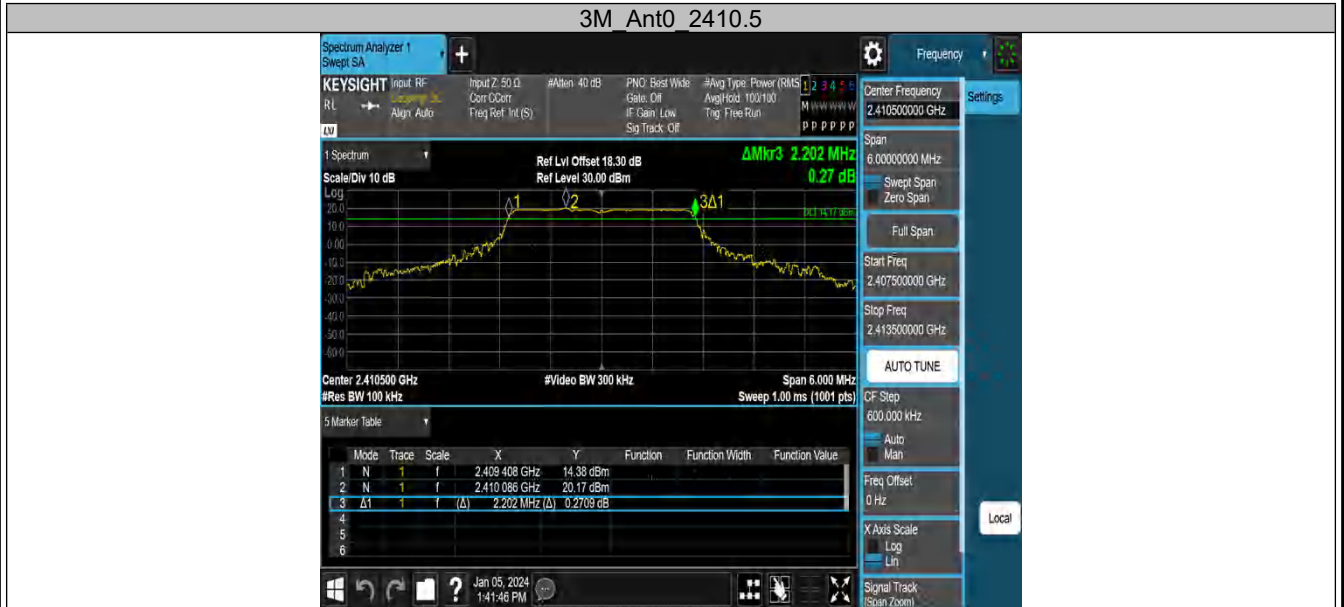 3M_Ant0_2410.5
Spectrum Analyzer 1
Swept SA
+
Frequency
KEYSIGHT
RL
LXI
Input: RF
Align: Auto
Input Z: 50 Ω
Corr CCorr
Freq Ref: Int (S)
#Atten: 40 dB
PNO: Best Wide
Gate: Off
IF Gain: Low
Sig Track: Off
#Avg Type: Power (RMS
Avg|Hold: 100/100
Trig: Free Run
1 2 3 4 5 6
M W W W W W
P P P P P P
1 Spectrum
Scale/Div 10 dB
Log
Ref Lvl Offset 18.30 dB
Ref Level 30.00 dBm
ΔMkr3 2.202 MHz
0.27 dB
20.0
10.0
0.00
-10.0
-20.0
-30.0
-40.0
-50.0
-60.0
1
2
3Δ1
DL1 14.17 dBm
Center 2.410500 GHz
#Res BW 100 kHz
#Video BW 300 kHz
Span 6.000 MHz
Sweep 1.00 ms (1001 pts)
5 Marker Table
Mode Trace Scale X Y Function Function Width Function Value
1 N 1 f 2.409 408 GHz 14.38 dBm
2 N 1 f 2.410 086 GHz 20.17 dBm
3 Δ1 1 f (Δ) 2.202 MHz (Δ) 0.2709 dB
4
5
6
?
Jan 05, 2024
1:41:46 PM
Center Frequency
2.410500000 GHz
Settings
Span
6.00000000 MHz
Swept Span
Zero Span
Full Span
Start Freq
2.407500000 GHz
Stop Freq
2.413500000 GHz
AUTO TUNE
CF Step
600.000 kHz
Auto
Man
Freq Offset
0 Hz
X Axis Scale
Log
Lin
Local
Signal Track
(Span Zoom)